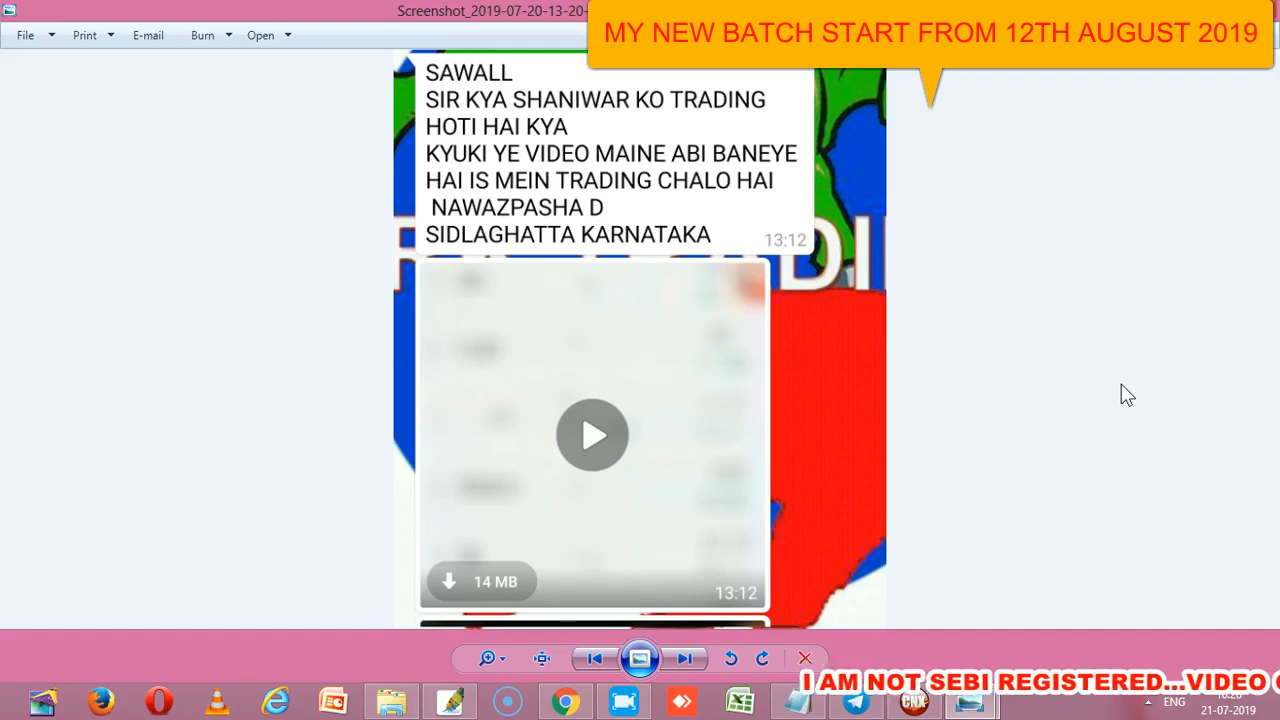 Screenshot_2019-07-20-13-20-
MY NEW BATCH START FROM 12TH AUGUST 2019
File Print E-mail Burn Open
SAWALL
SIR KYA SHANIWAR KO TRADING
HOTI HAI KYA
KYUKI YE VIDEO MAINE ABI BANEYE
HAI IS MEIN TRADING CHALO HAI
NAWAZPASHA D
SIDLAGHATTA KARNATAKA
13:12
ADI
14 MB
13:12
I AM NOT SEBI REGISTERED...VIDEO
CNX
ENG
21-07-2019